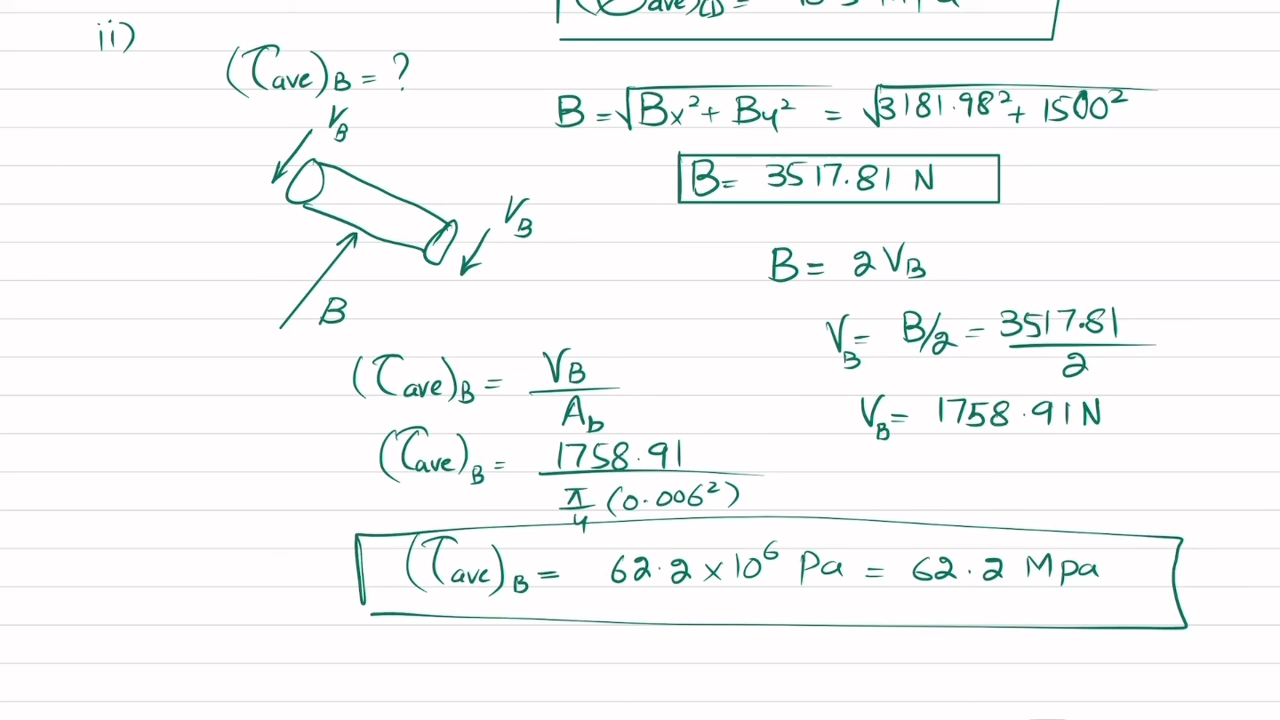 ii)
(τave)B = ?
B = √Bx² + By² = √3181.98² + 1500²
VB
B = 3517.81 N
VB
B = 2VB
B
VB = B/2 = 3517.81 / 2
(τave)B = VB / Ab
VB = 1758.91 N
(τave)B = 1758.91 / π/4 (0.006²)
(τave)B = 62.2 × 10⁶ Pa = 62.2 Mpa